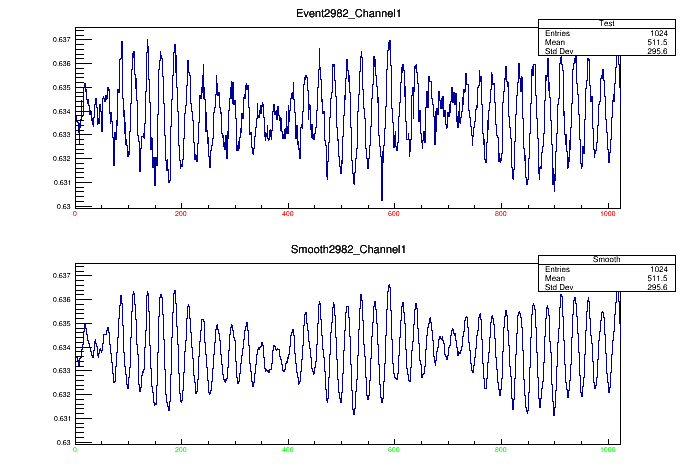 Event2982_Channel1
Test
Entries 1024
Mean 511.5
Std Dev 295.6
0.637
0.636
0.635
0.634
0.633
0.632
0.631
0.63
0 200 400 600 800 1000
Smooth2982_Channel1
Smooth
Entries 1024
Mean 511.5
Std Dev 295.6
0.637
0.636
0.635
0.634
0.633
0.632
0.631
0.63
0 200 400 600 800 1000